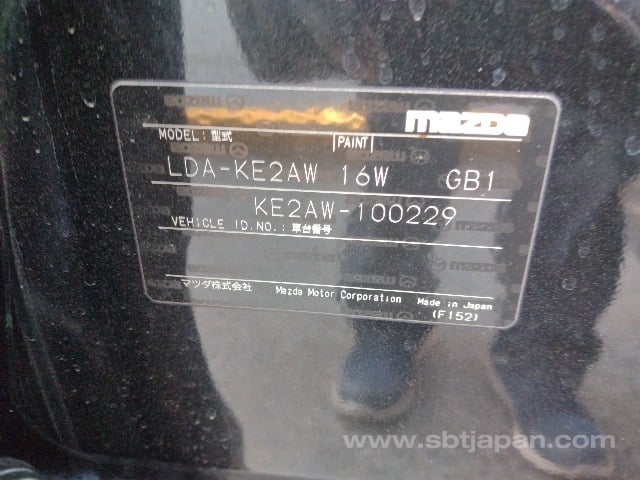 mazda
MODEL: 型式 PAINT
LDA-KE2AW 16W GB1
KE2AW-100229
VEHICLE ID.NO.: 車台番号
マツダ株式会社 Mazda Motor Corporation Made in Japan
(F152)
www.sbtjapan.com